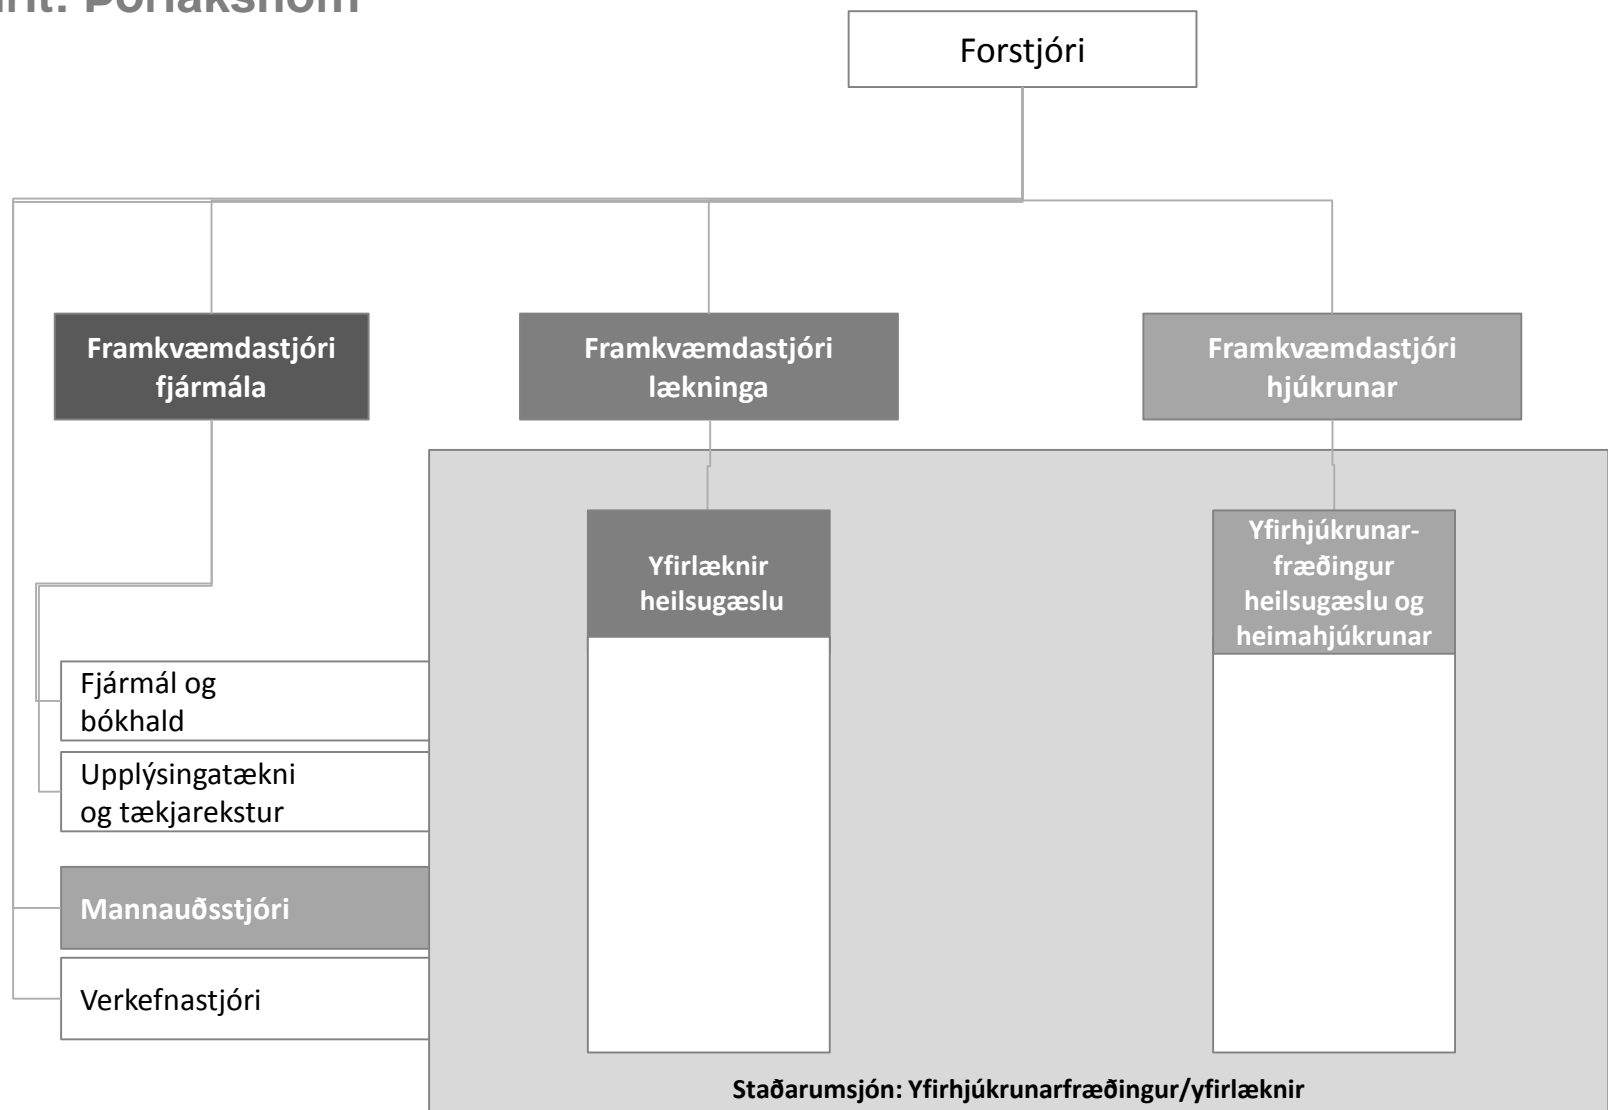 Þorlákshöfn
Forstjóri
Framkvæmdastjóri
fjármála
Framkvæmdastjóri
lækninga
Framkvæmdastjóri
hjúkrunar
Yfirlæknir
heilsugæslu
Yfirhjúkrunar-
fræðingur
heilsugæslu og
heimahjúkrunar
Fjármál og
bókhald
Upplýsingatækni
og tækjarekstur
Mannauðsstjóri
Verkefnastjóri
Staðarumsjón: Yfirhjúkrunarfræðingur/yfirlæknir